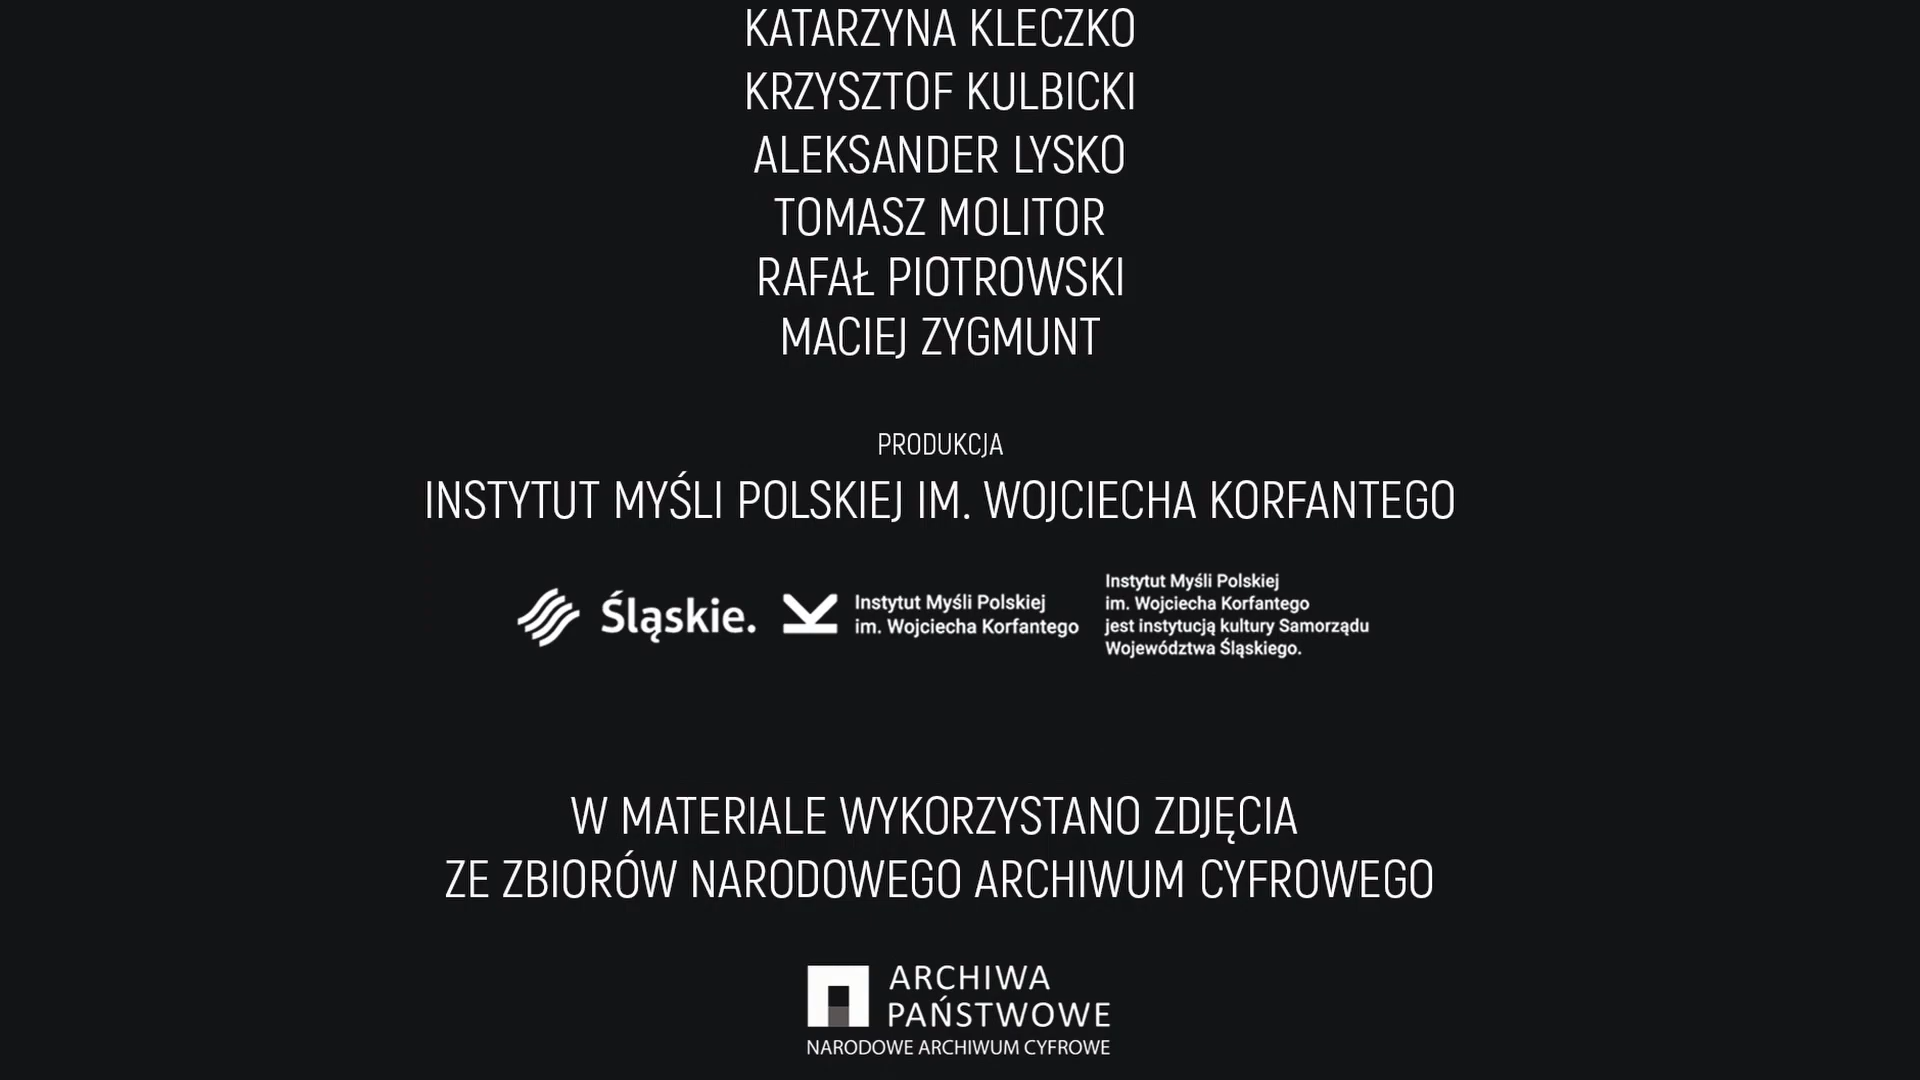 KATARZYNA KLECZKO
KRZYSZTOF KULBICKI
ALEKSANDER LYSKO
TOMASZ MOLITOR
RAFAŁ PIOTROWSKI
MACIEJ ZYGMUNT
PRODUKCJA
INSTYTUT MYŚLI POLSKIEJ IM. WOJCIECHA KORFANTEGO
Śląskie.
Instytut Myśli Polskiej
im. Wojciecha Korfantego
Instytut Myśli Polskiej
im. Wojciecha Korfantego
jest instytucją kultury Samorządu
Województwa Śląskiego.
W MATERIALE WYKORZYSTANO ZDJĘCIA
ZE ZBIORÓW NARODOWEGO ARCHIWUM CYFROWEGO
ARCHIWA
PAŃSTWOWE
NARODOWE ARCHIWUM CYFROWE